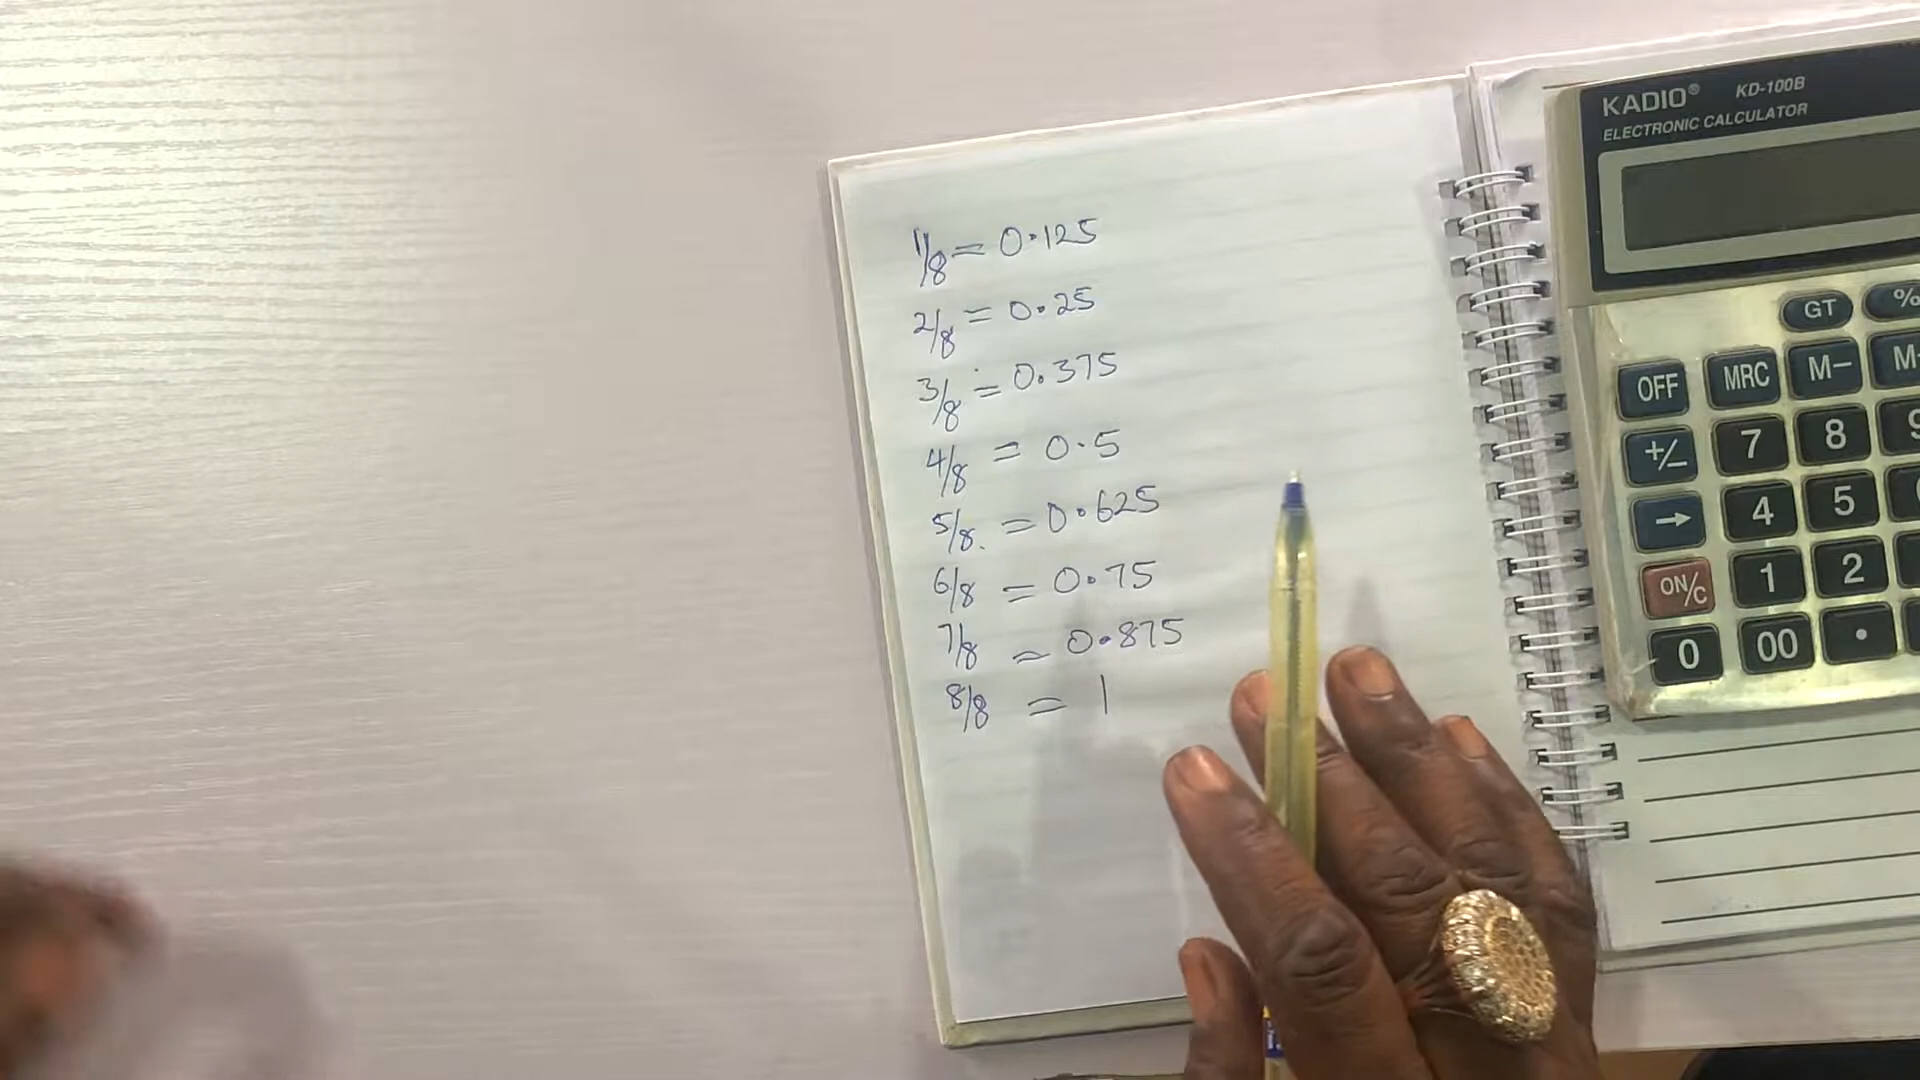 1/8 = 0.125
2/8 = 0.25
3/8 = 0.375
4/8 = 0.5
5/8. = 0.625
6/8 = 0.75
7/8 = 0.875
8/8 = 1
KADIO® KD-100B
ELECTRONIC CALCULATOR
GT %
OFF MRC M−
+/− 7 8 9
→ 4 5
ON/C 1 2
0 00 .